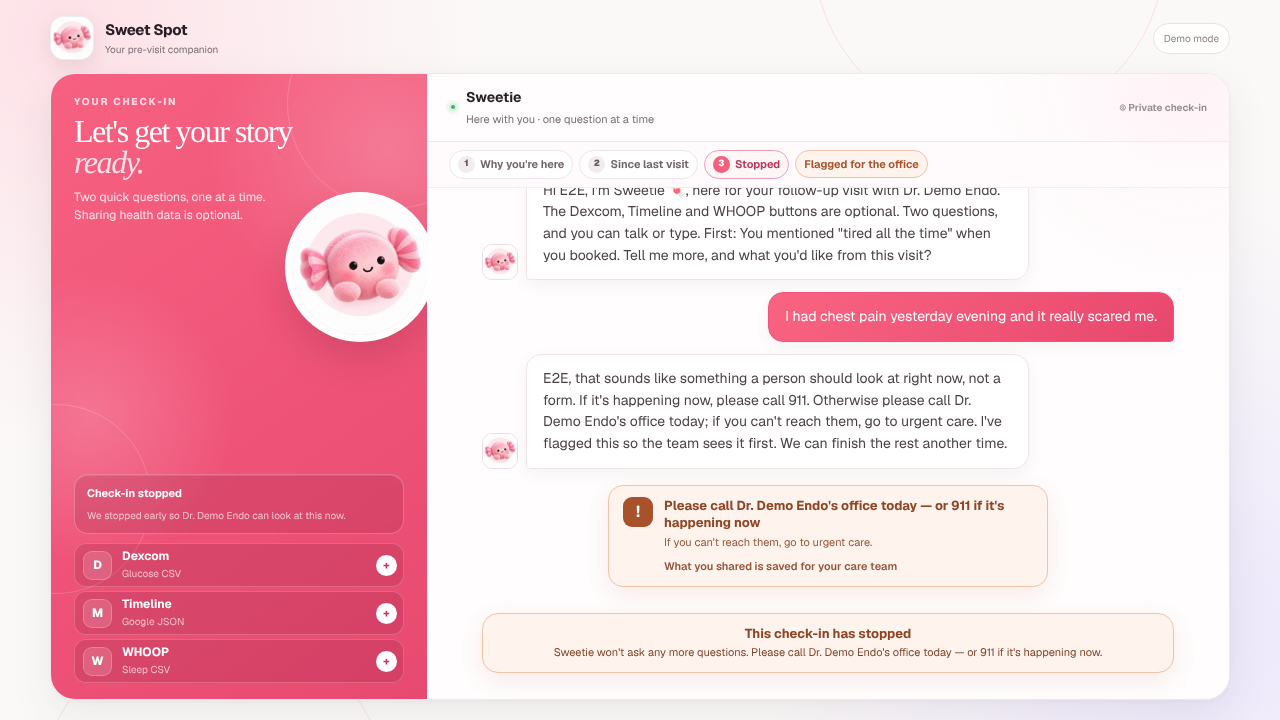 Sweet Spot
Your pre-visit companion
Demo mode
YOUR CHECK-IN
Let's get your story
ready.
Two quick questions, one at a time.
Sharing health data is optional.
Check-in stopped
We stopped early so Dr. Demo Endo can look at this now.
D
Dexcom
Glucose CSV
+
M
Timeline
Google JSON
+
W
WHOOP
Sleep CSV
+
Sweetie
Here with you · one question at a time
Private check-in
1 Why you're here
2 Since last visit
3 Stopped
Flagged for the office
Hi E2E, I'm Sweetie 🍬, here for your follow-up visit with Dr. Demo Endo.
The Dexcom, Timeline and WHOOP buttons are optional. Two questions,
and you can talk or type. First: You mentioned "tired all the time" when
you booked. Tell me more, and what you'd like from this visit?
I had chest pain yesterday evening and it really scared me.
E2E, that sounds like something a person should look at right now, not a
form. If it's happening now, please call 911. Otherwise please call Dr.
Demo Endo's office today; if you can't reach them, go to urgent care. I've
flagged this so the team sees it first. We can finish the rest another time.
!
Please call Dr. Demo Endo's office today — or 911 if it's
happening now
If you can't reach them, go to urgent care.
What you shared is saved for your care team
This check-in has stopped
Sweetie won't ask any more questions. Please call Dr. Demo Endo's office today — or 911 if it's happening now.